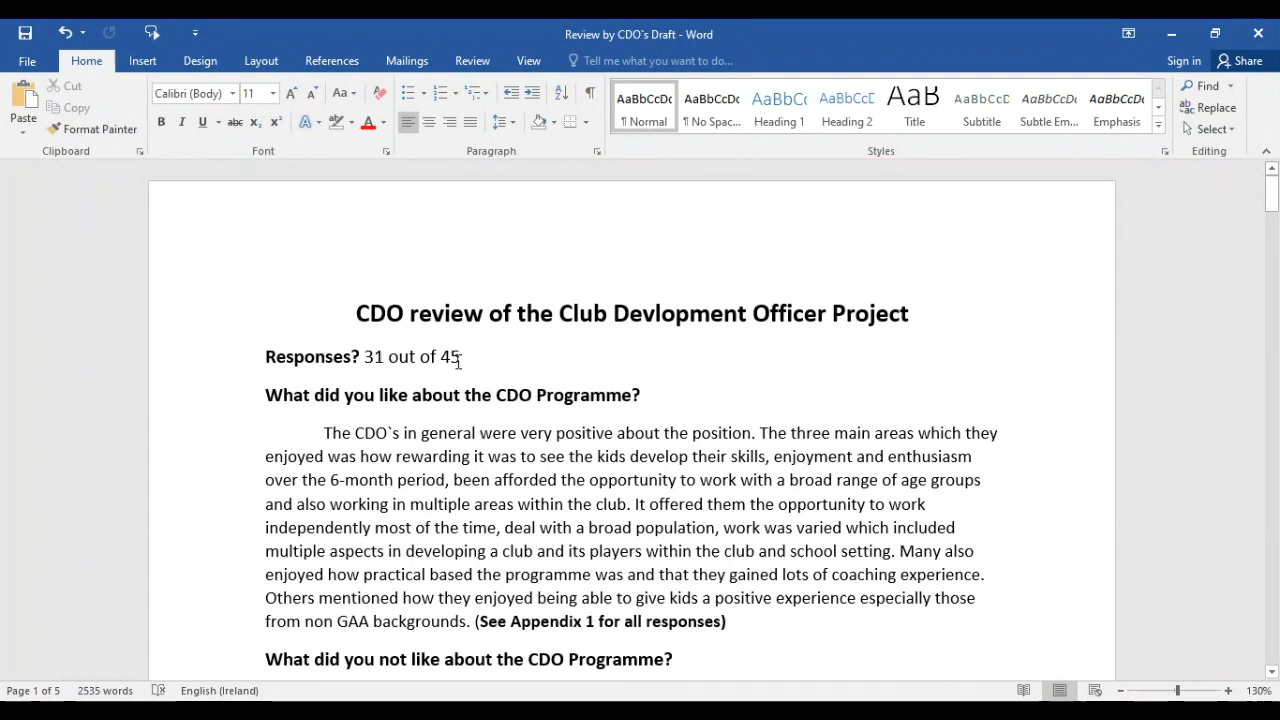 Review by CDO`s Draft - Word
File Home Insert Design Layout References Mailings Review View Tell me what you want to do... Sign in Share
Paste Cut Copy Format Painter
Clipboard
Calibri (Body) 11
Font
Paragraph
AaBbCcDc AaBbCcDc AaBbCc AaBbCcC AaB AaBbCcD AaBbCcDc AaBbCcDc
¶ Normal ¶ No Spac... Heading 1 Heading 2 Title Subtitle Subtle Em... Emphasis
Styles
Find
Replace
Select
Editing
CDO review of the Club Devlopment Officer Project
Responses? 31 out of 45
What did you like about the CDO Programme?
The CDO`s in general were very positive about the position. The three main areas which they
enjoyed was how rewarding it was to see the kids develop their skills, enjoyment and enthusiasm
over the 6-month period, been afforded the opportunity to work with a broad range of age groups
and also working in multiple areas within the club. It offered them the opportunity to work
independently most of the time, deal with a broad population, work was varied which included
multiple aspects in developing a club and its players within the club and school setting. Many also
enjoyed how practical based the programme was and that they gained lots of coaching experience.
Others mentioned how they enjoyed being able to give kids a positive experience especially those
from non GAA backgrounds. (See Appendix 1 for all responses)
What did you not like about the CDO Programme?
Page 1 of 5 2535 words English (Ireland) 130%